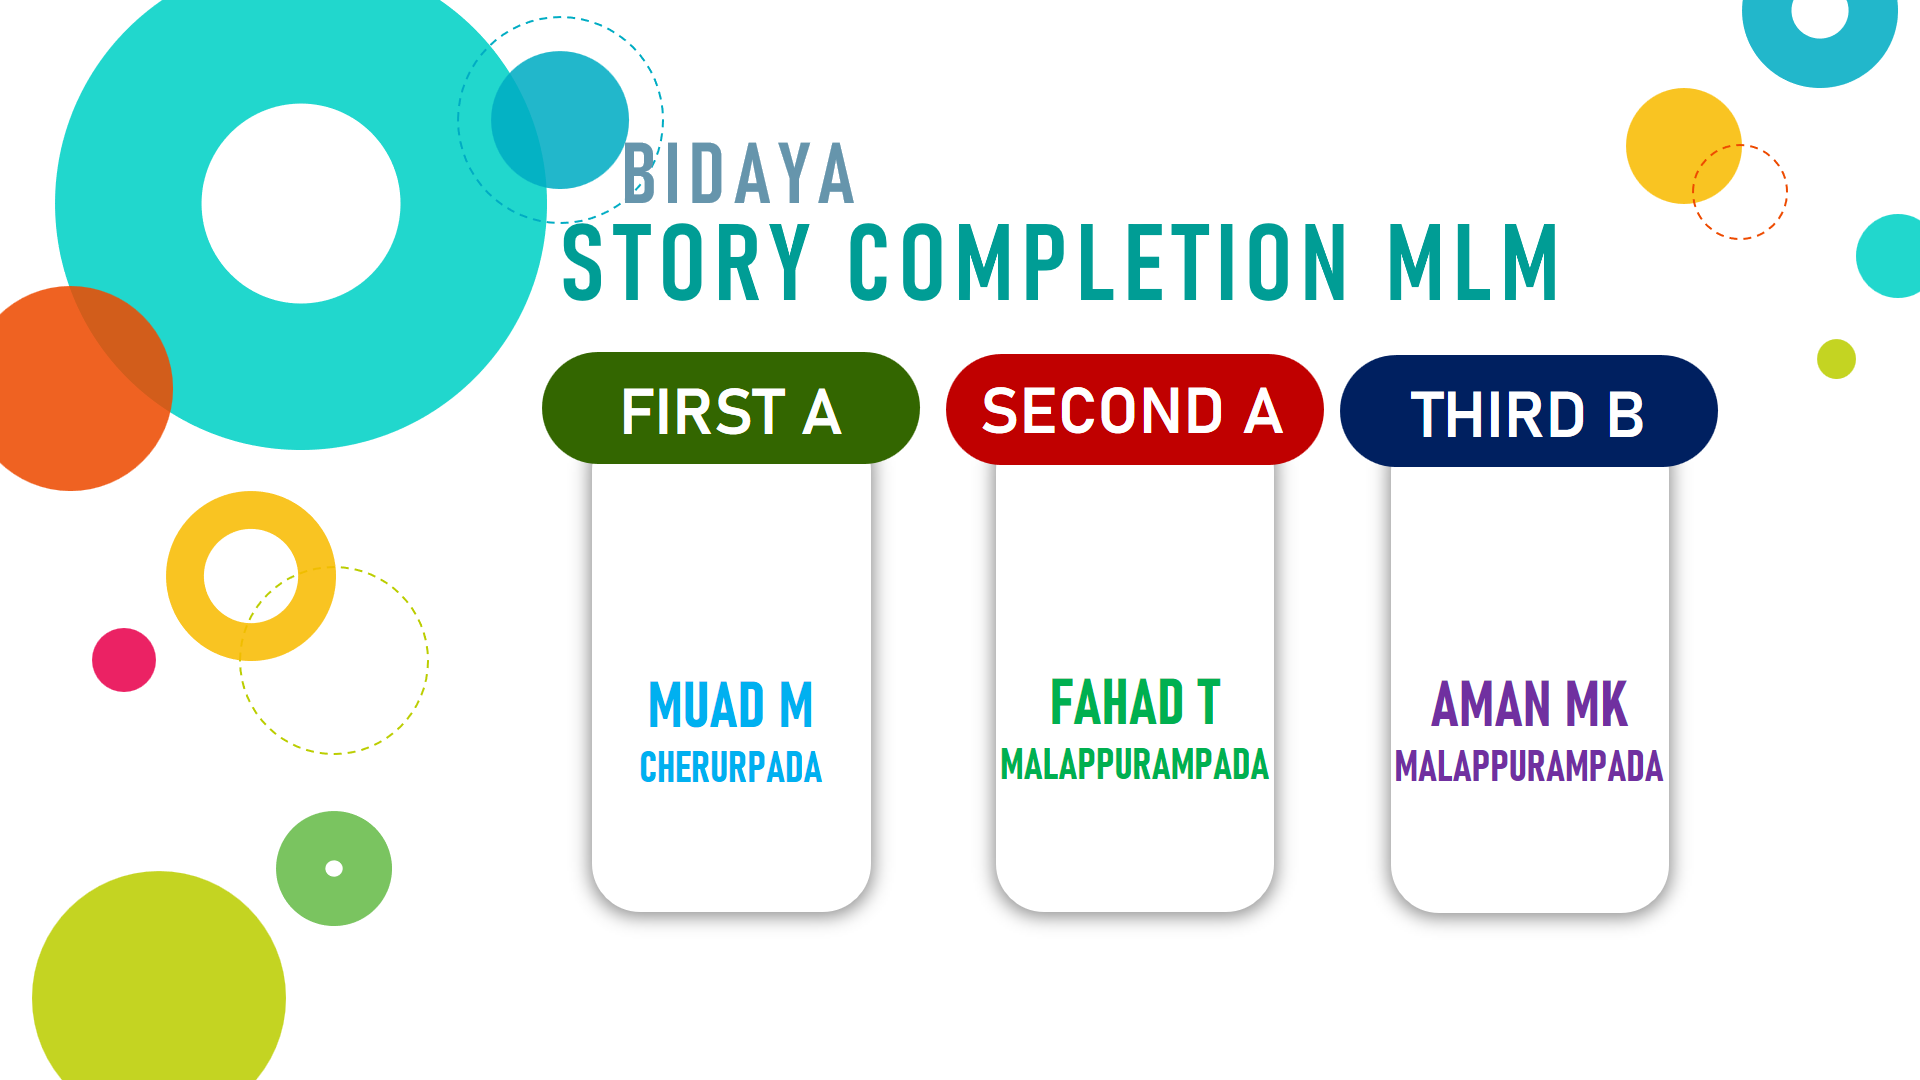 BIDAYA
STORY COMPLETION MLM
FIRST A
MUAD M
CHERURPADA
SECOND A
FAHAD T
MALAPPURAMPADA
THIRD B
AMAN MK
MALAPPURAMPADA